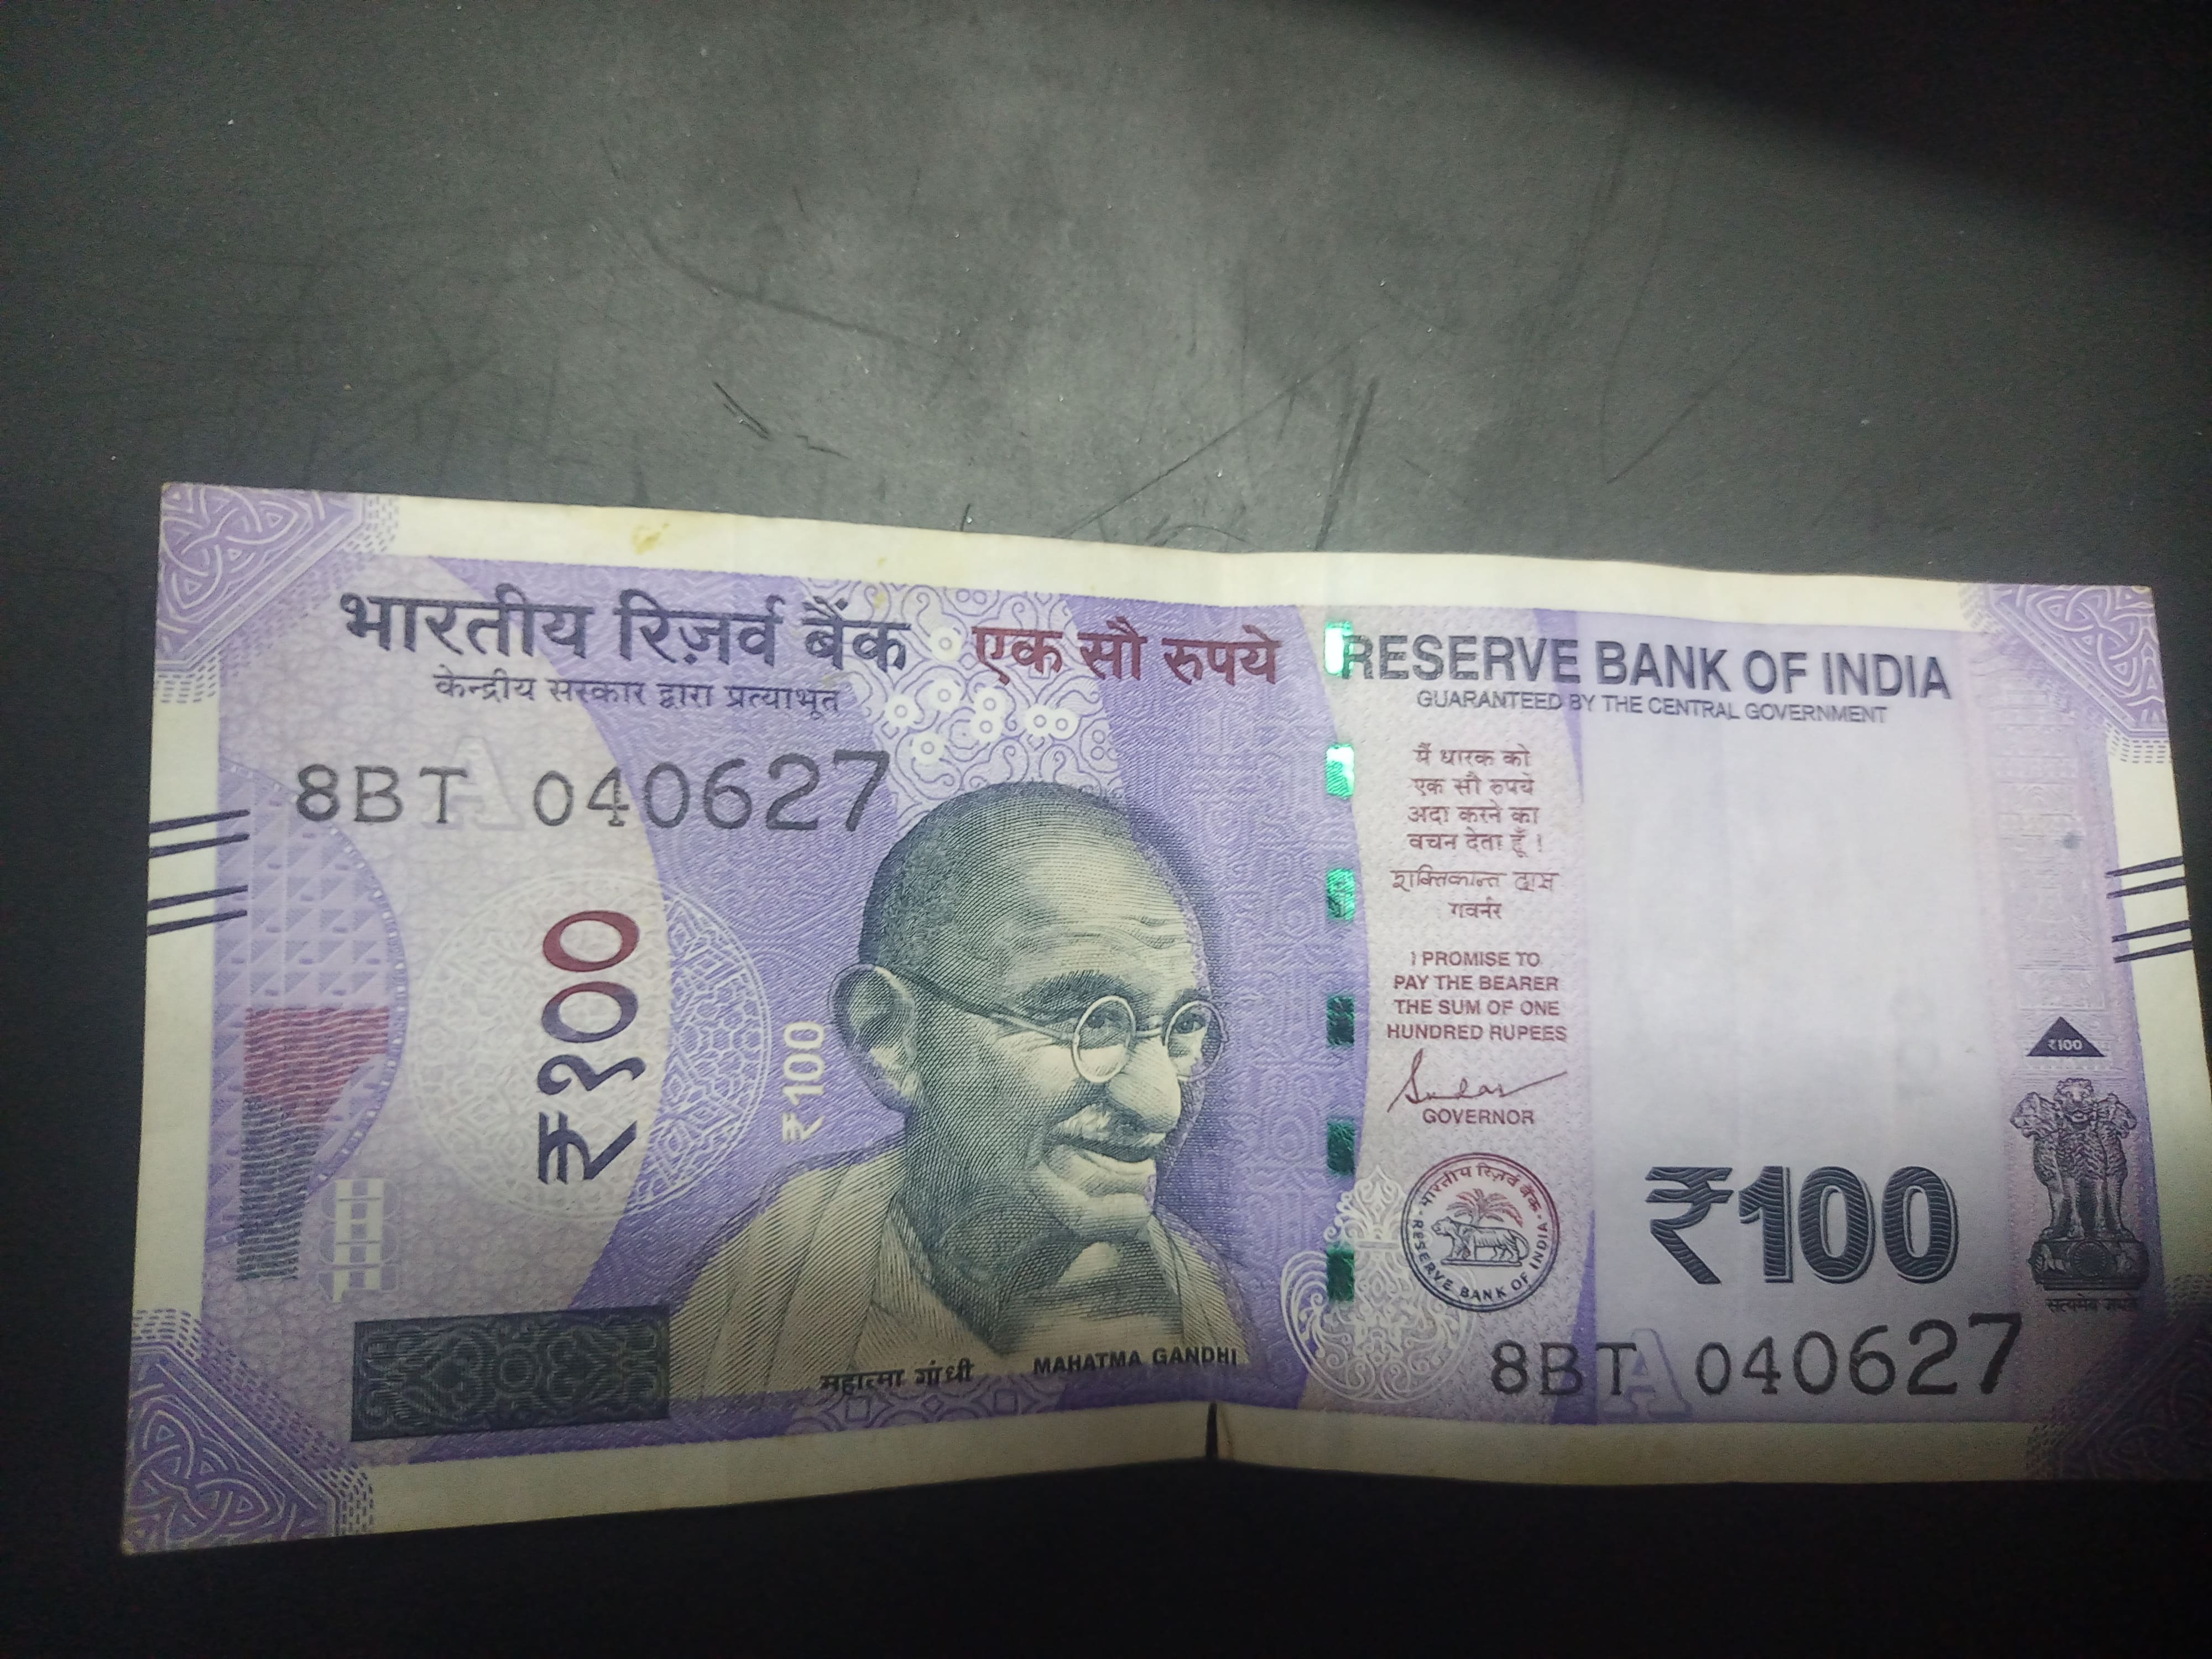 भारतीय रिज़र्व बैंक
केन्द्रीय सरकार द्वारा प्रत्याभूत
एक सौ रुपये
8BT 040627
₹१००
₹100
महात्मा गांधी MAHATMA GANDHI
RESERVE BANK OF INDIA
GUARANTEED BY THE CENTRAL GOVERNMENT
मैं धारक को
एक सौ रुपये
अदा करने का
वचन देता हूँ।
शक्तिकान्त दास
गवर्नर
I PROMISE TO
PAY THE BEARER
THE SUM OF ONE
HUNDRED RUPEES
GOVERNOR
भारतीय रिज़र्व बैंक
RESERVE BANK OF INDIA
₹100
₹100
सत्यमेव जयते
8BT 040627